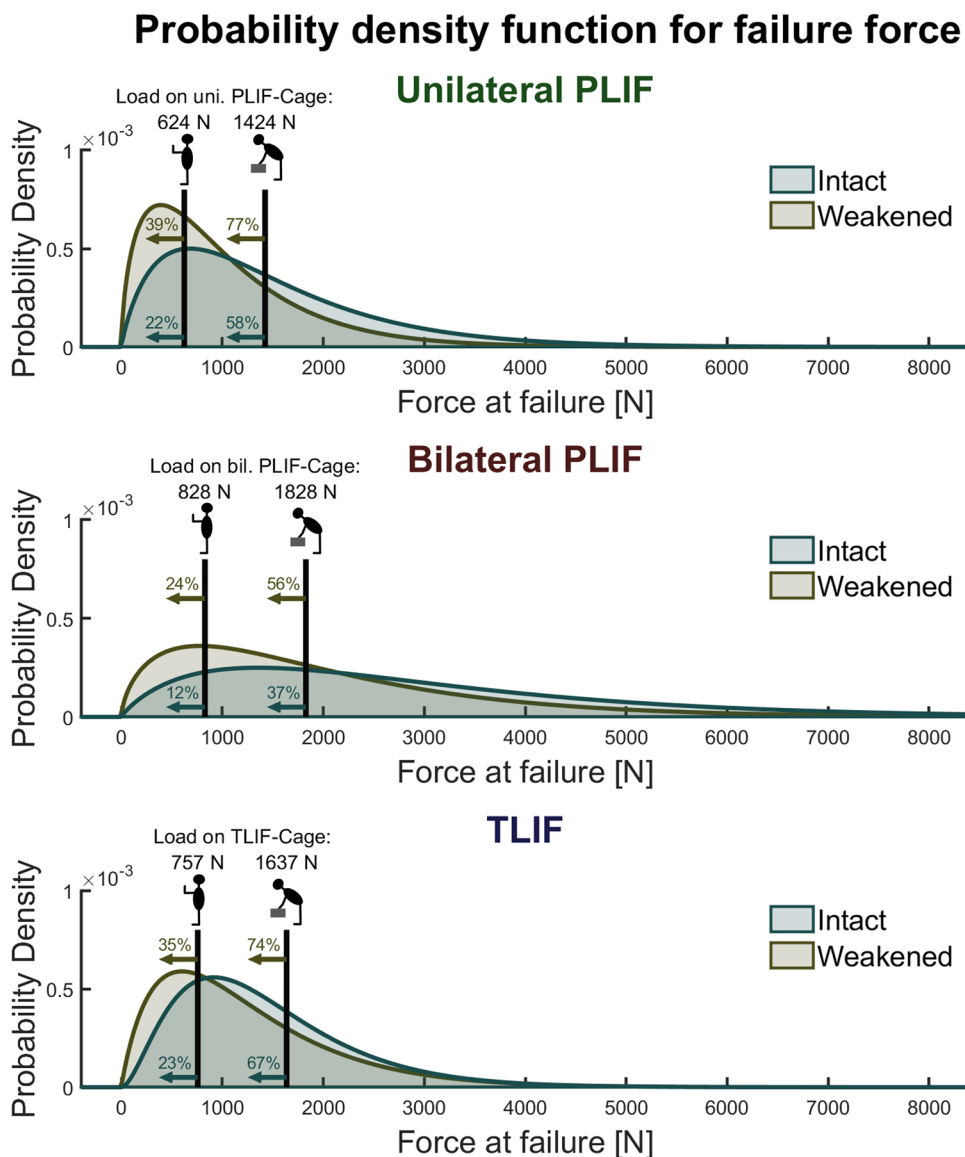 Probability density function for failure force
Unilateral PLIF
Load on uni. PLIF-Cage:
624 N 1424 N
×10-3
1
0.5
0
Probability Density
39% 77%
22% 58%
Intact
Weakened
0 1000 2000 3000 4000 5000 6000 7000 8000
Force at failure [N]
Bilateral PLIF
Load on bil. PLIF-Cage:
828 N 1828 N
×10-3
1
0.5
0
Probability Density
24% 56%
12% 37%
Intact
Weakened
0 1000 2000 3000 4000 5000 6000 7000 8000
Force at failure [N]
TLIF
Load on TLIF-Cage:
757 N 1637 N
×10-3
1
0.5
0
Probability Density
35% 74%
23% 67%
Intact
Weakened
0 1000 2000 3000 4000 5000 6000 7000 8000
Force at failure [N]